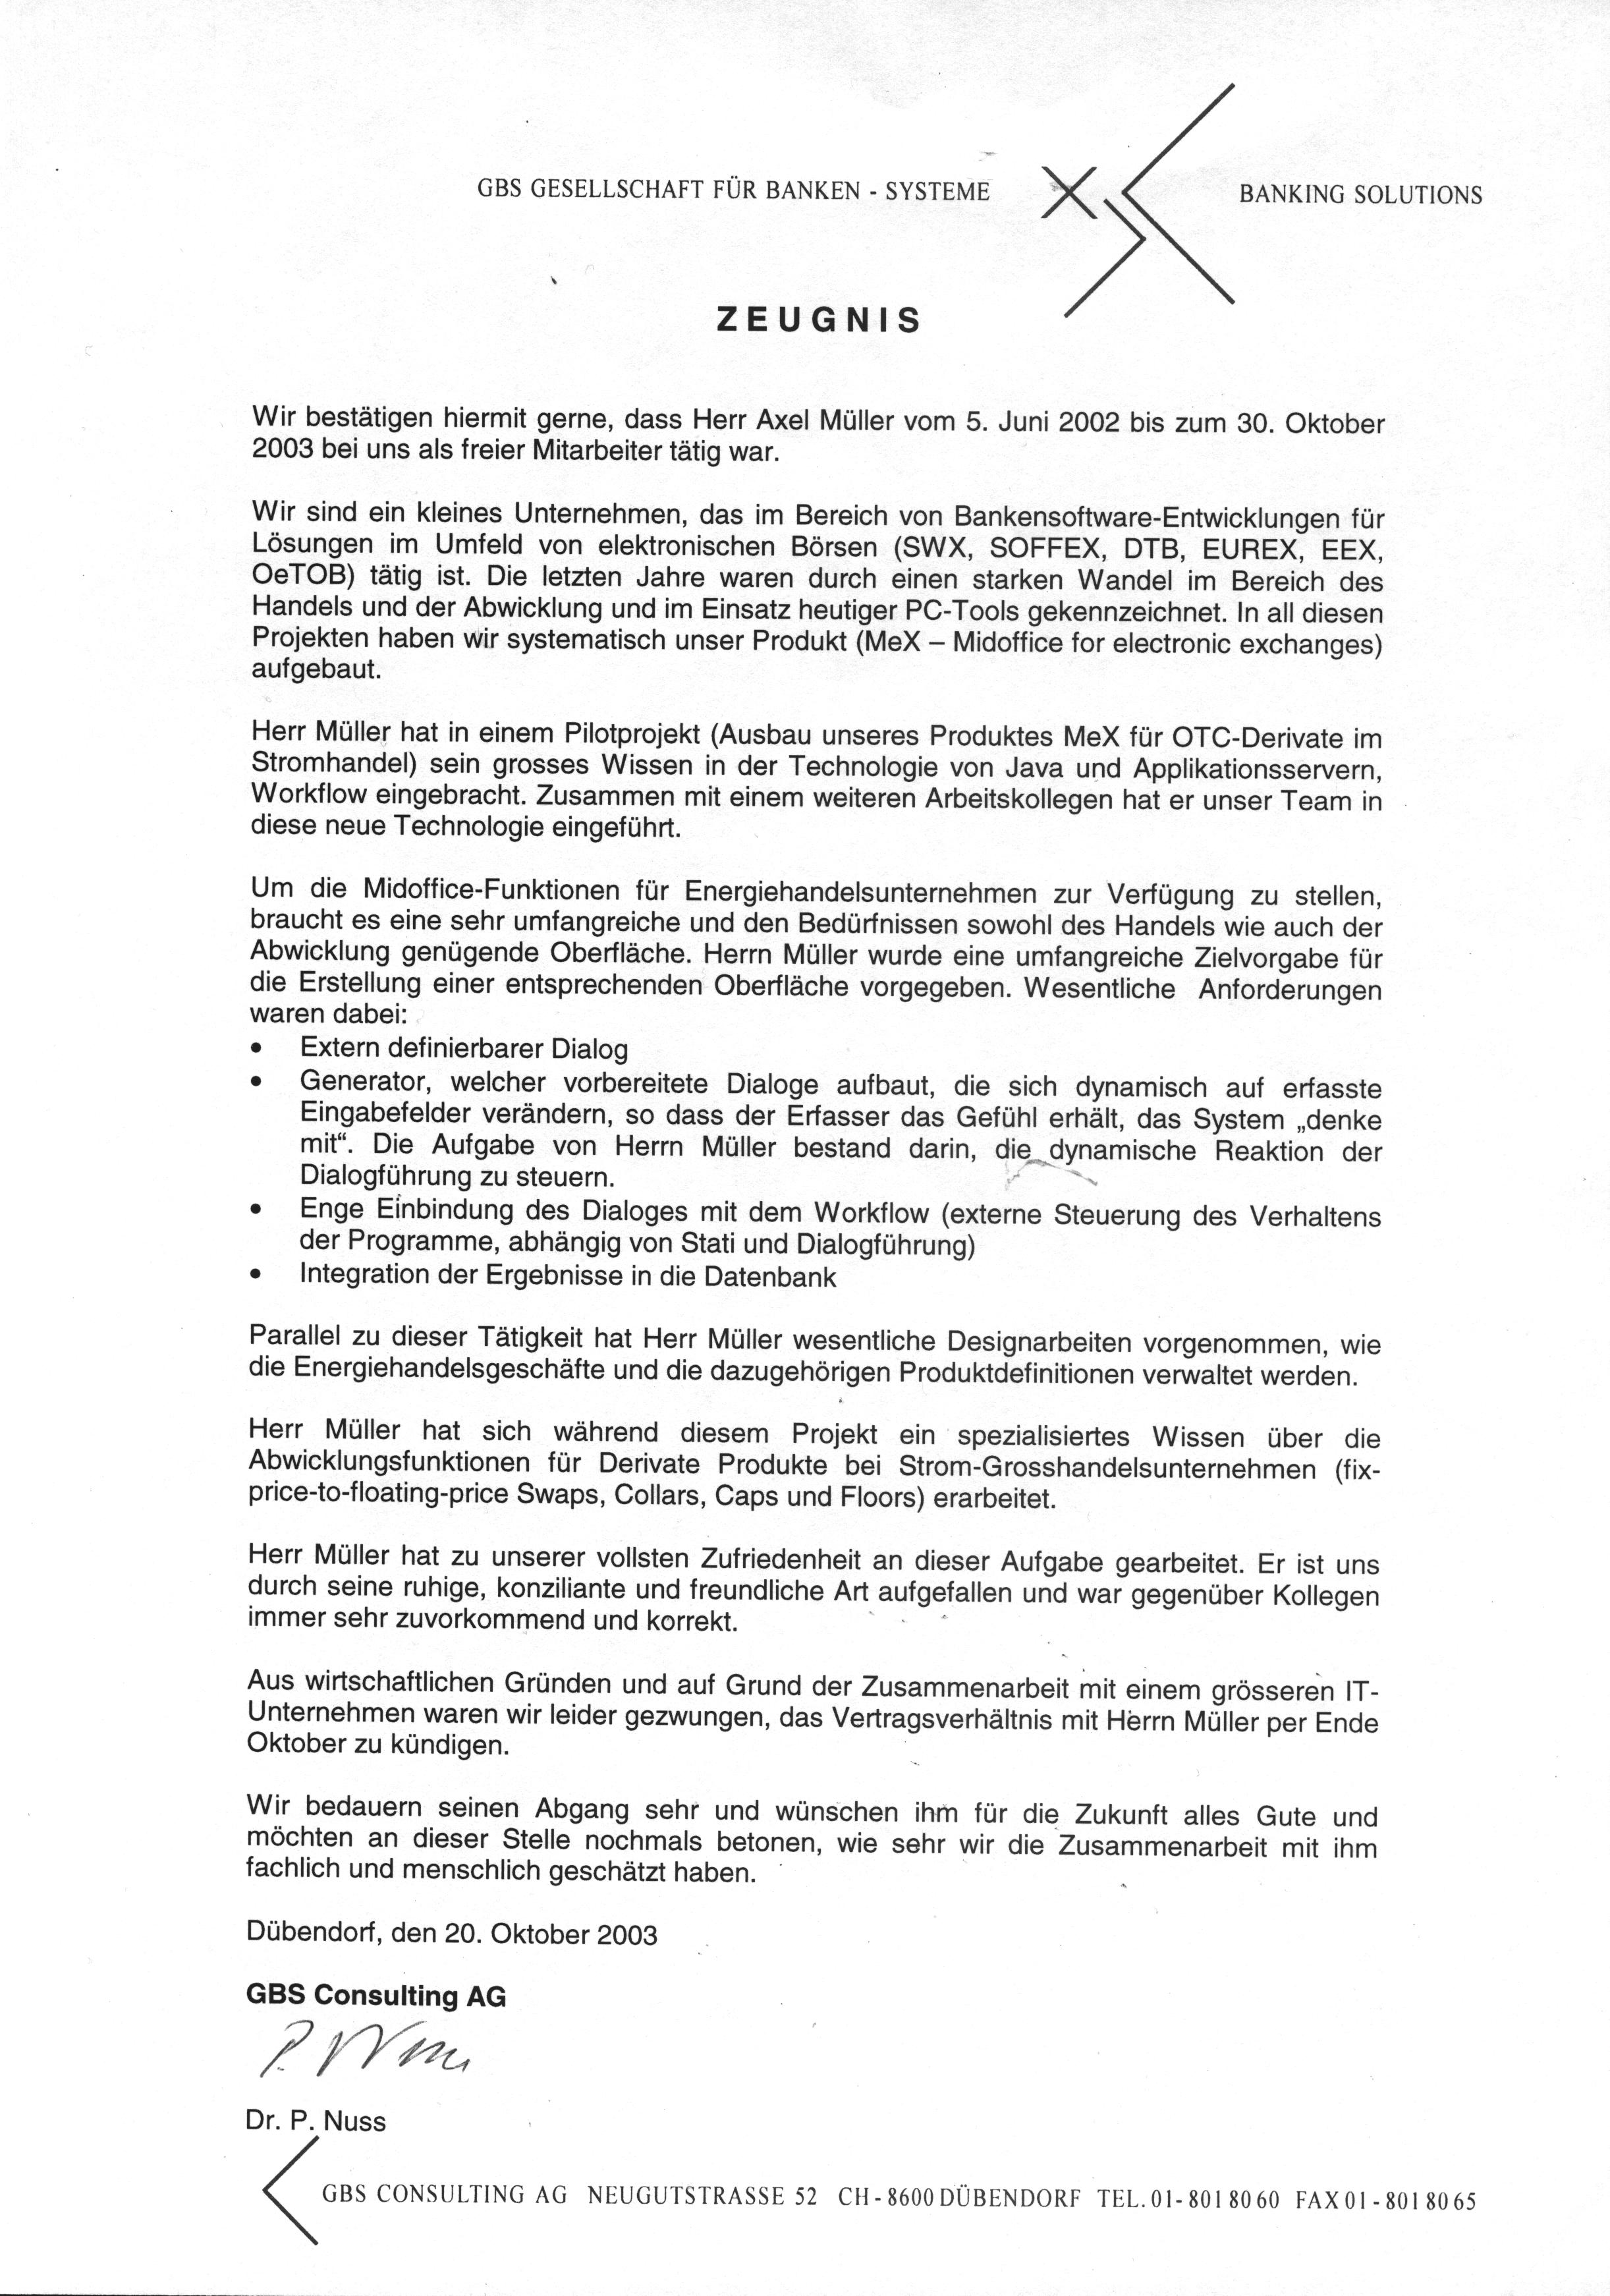 GBS GESELLSCHAFT FÜR BANKEN - SYSTEME
BANKING SOLUTIONS
ZEUGNIS
Wir bestätigen hiermit gerne, dass Herr Axel Müller vom 5. Juni 2002 bis zum 30. Oktober
2003 bei uns als freier Mitarbeiter tätig war.
Wir sind ein kleines Unternehmen, das im Bereich von Bankensoftware-Entwicklungen für
Lösungen im Umfeld von elektronischen Börsen (SWX, SOFFEX, DTB, EUREX, EEX,
OeTOB) tätig ist. Die letzten Jahre waren durch einen starken Wandel im Bereich des
Handels und der Abwicklung und im Einsatz heutiger PC-Tools gekennzeichnet. In all diesen
Projekten haben wir systematisch unser Produkt (MeX – Midoffice for electronic exchanges)
aufgebaut.
Herr Müller hat in einem Pilotprojekt (Ausbau unseres Produktes MeX für OTC-Derivate im
Stromhandel) sein grosses Wissen in der Technologie von Java und Applikationsservern,
Workflow eingebracht. Zusammen mit einem weiteren Arbeitskollegen hat er unser Team in
diese neue Technologie eingeführt.
Um die Midoffice-Funktionen für Energiehandelsunternehmen zur Verfügung zu stellen,
braucht es eine sehr umfangreiche und den Bedürfnissen sowohl des Handels wie auch der
Abwicklung genügende Oberfläche. Herrn Müller wurde eine umfangreiche Zielvorgabe für
die Erstellung einer entsprechenden Oberfläche vorgegeben. Wesentliche Anforderungen
waren dabei:
• Extern definierbarer Dialog
• Generator, welcher vorbereitete Dialoge aufbaut, die sich dynamisch auf erfasste
Eingabefelder verändern, so dass der Erfasser das Gefühl erhält, das System „denke
mit“. Die Aufgabe von Herrn Müller bestand darin, die dynamische Reaktion der
Dialogführung zu steuern.
• Enge Einbindung des Dialoges mit dem Workflow (externe Steuerung des Verhaltens
der Programme, abhängig von Stati und Dialogführung)
• Integration der Ergebnisse in die Datenbank
Parallel zu dieser Tätigkeit hat Herr Müller wesentliche Designarbeiten vorgenommen, wie
die Energiehandelsgeschäfte und die dazugehörigen Produktdefinitionen verwaltet werden.
Herr Müller hat sich während diesem Projekt ein spezialisiertes Wissen über die
Abwicklungsfunktionen für Derivate Produkte bei Strom-Grosshandelsunternehmen (fix-
price-to-floating-price Swaps, Collars, Caps und Floors) erarbeitet.
Herr Müller hat zu unserer vollsten Zufriedenheit an dieser Aufgabe gearbeitet. Er ist uns
durch seine ruhige, konziliante und freundliche Art aufgefallen und war gegenüber Kollegen
immer sehr zuvorkommend und korrekt.
Aus wirtschaftlichen Gründen und auf Grund der Zusammenarbeit mit einem grösseren IT-
Unternehmen waren wir leider gezwungen, das Vertragsverhältnis mit Herrn Müller per Ende
Oktober zu kündigen.
Wir bedauern seinen Abgang sehr und wünschen ihm für die Zukunft alles Gute und
möchten an dieser Stelle nochmals betonen, wie sehr wir die Zusammenarbeit mit ihm
fachlich und menschlich geschätzt haben.
Dübendorf, den 20. Oktober 2003
GBS Consulting AG
P. Nuss
Dr. P. Nuss
GBS CONSULTING AG NEUGUTSTRASSE 52 CH-8600 DÜBENDORF TEL. 01-801 80 60 FAX 01-801 80 65